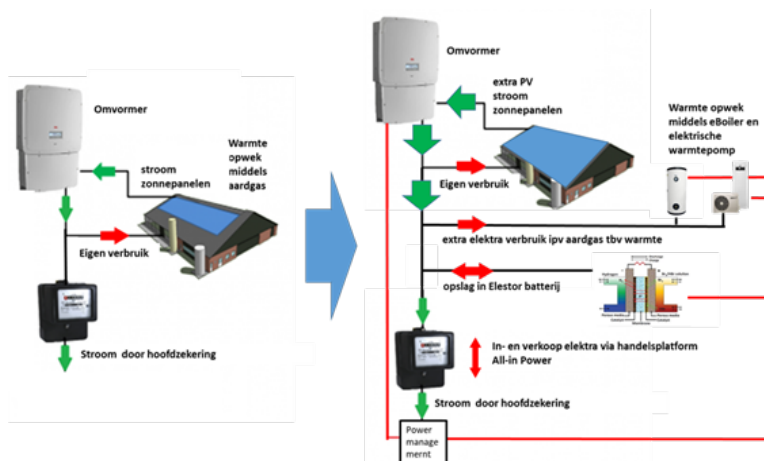 Omvormer
Warmte
opwek
middels
aardgas
stroom
zonnepanelen
Eigen verbruik
Stroom door hoofdzekering
Omvormer
extra PV
stroom
zonnepanelen
Warmte opwek
middels eBoiler en
elektrische
warmtepomp
Eigen verbruik
extra elektra verbruik ipv aardgas tbv warmte
opslag in Elestor batterij
In- en verkoop elektra via handelsplatform
All-in Power
Stroom door hoofdzekering
Power
manage
mernt